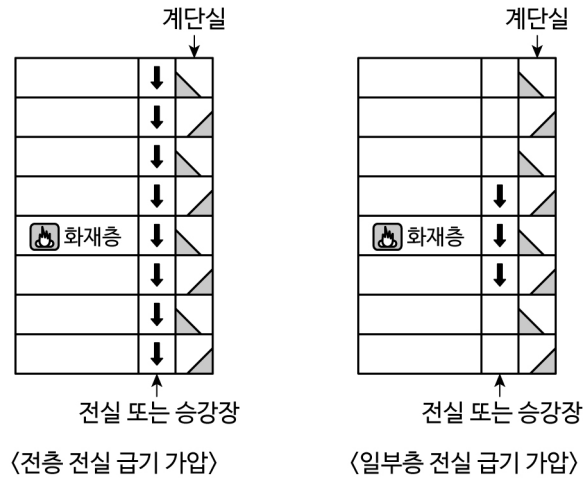 계단실
계단실
화재층
화재층
전실 또는 승강장
전실 또는 승강장
〈전층 전실 급기 가압〉
〈일부층 전실 급기 가압〉